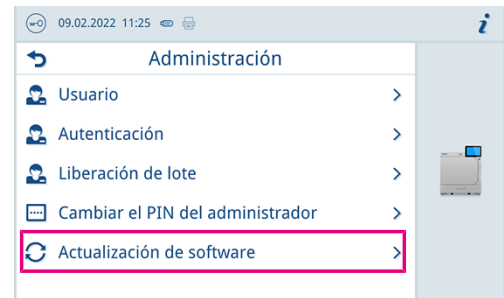 09.02.2022 11:25
Administración
Usuario
Autenticación
Liberación de lote
Cambiar el PIN del administrador
Actualización de software